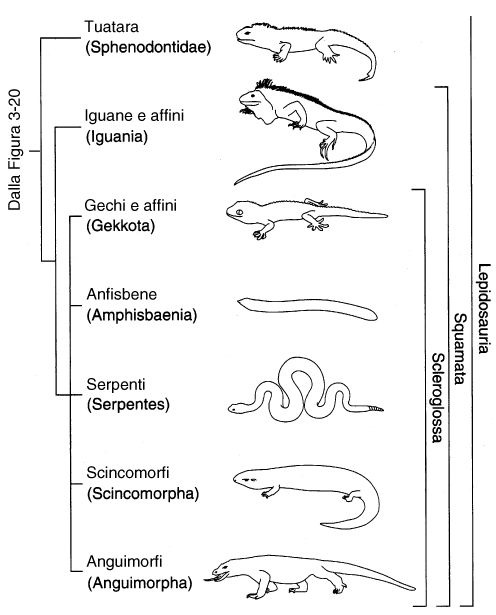 Dalla Figura 3-20
Tuatara
(Sphenodontidae)
Iguane e affini
(Iguania)
Gechi e affini
(Gekkota)
Anfisbene
(Amphisbaenia)
Serpenti
(Serpentes)
Scincomorfi
(Scincomorpha)
Anguimorfi
(Anguimorpha)
Scleroglossa
Squamata
Lepidosauria